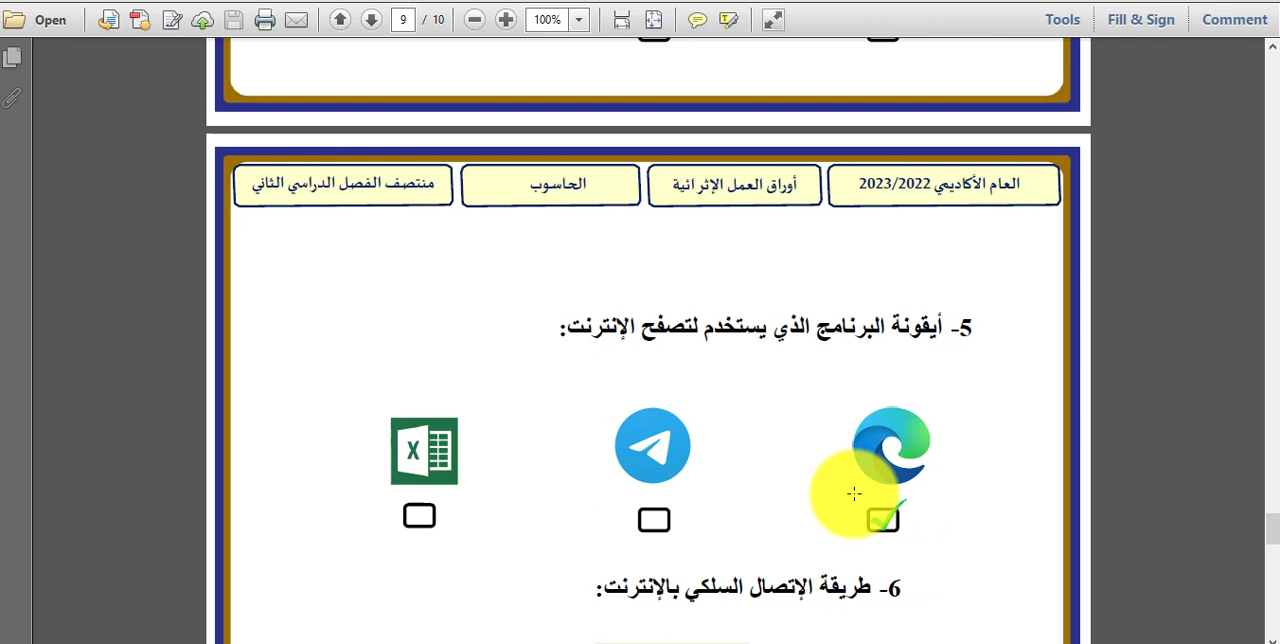 Open
9 / 10
100%
Tools
Fill & Sign
Comment
العام الأكاديمي 2023/2022
أوراق العمل الإثرائية
الحاسوب
منتصف الفصل الدراسي الثاني
5- أيقونة البرنامج الذي يستخدم لتصفح الإنترنت:
X
6- طريقة الإتصال السلكي بالإنترنت: